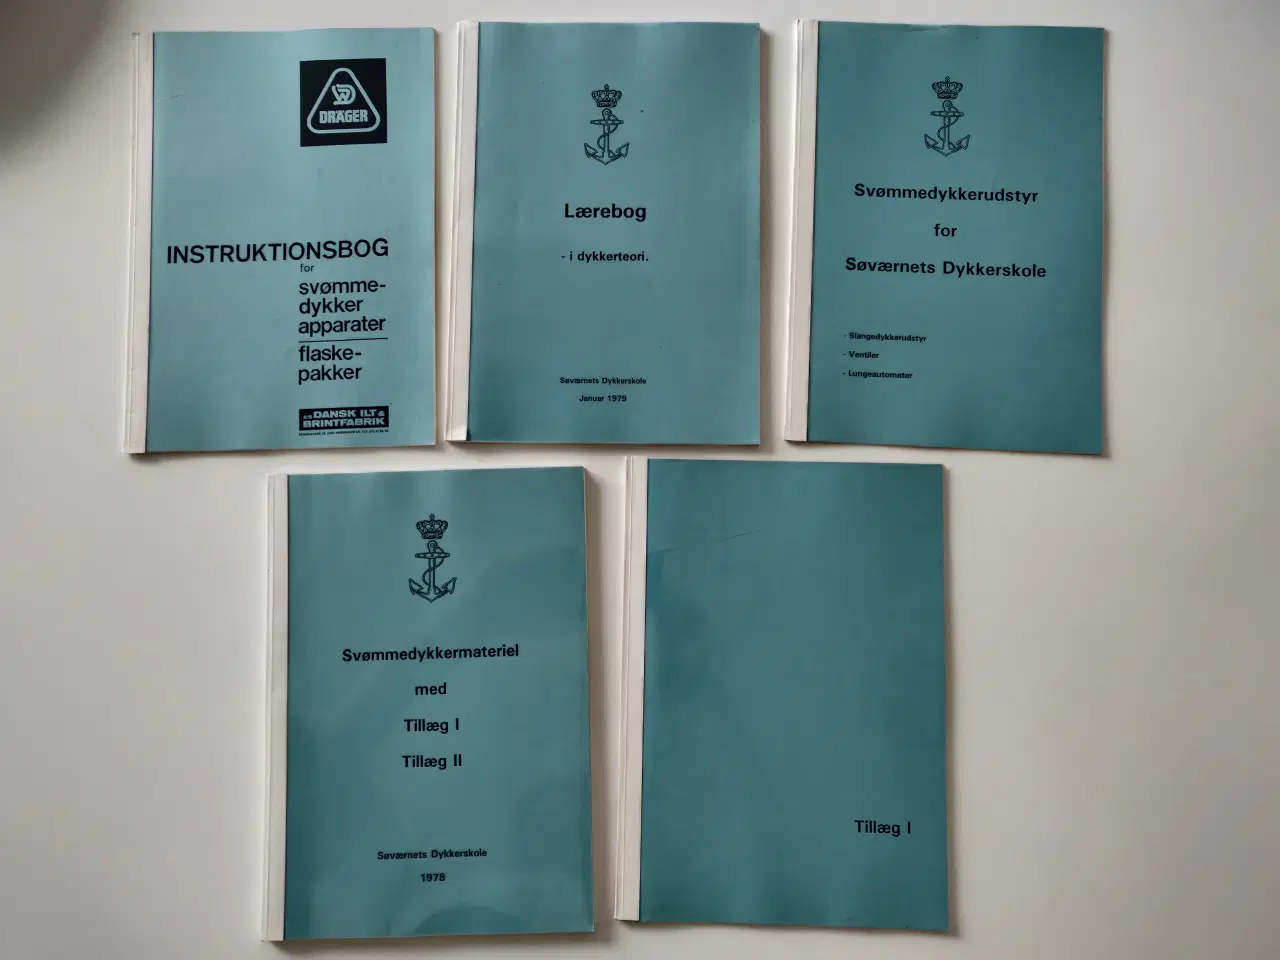 DRÄGER
INSTRUKTIONSBOG
for
svømme-
dykker
apparater
flaske-
pakker
A/S DANSK ILT &
BRINTFABRIK
Lærebog
- i dykkerteori.
Søværnets Dykkerskole
Januar 1979
Svømmedykkerudstyr
for
Søværnets Dykkerskole
- Slangedykkerudstyr
- Ventiler
- Lungeautomater
Svømmedykkermateriel
med
Tillæg I
Tillæg II
Søværnets Dykkerskole
1978
Tillæg I